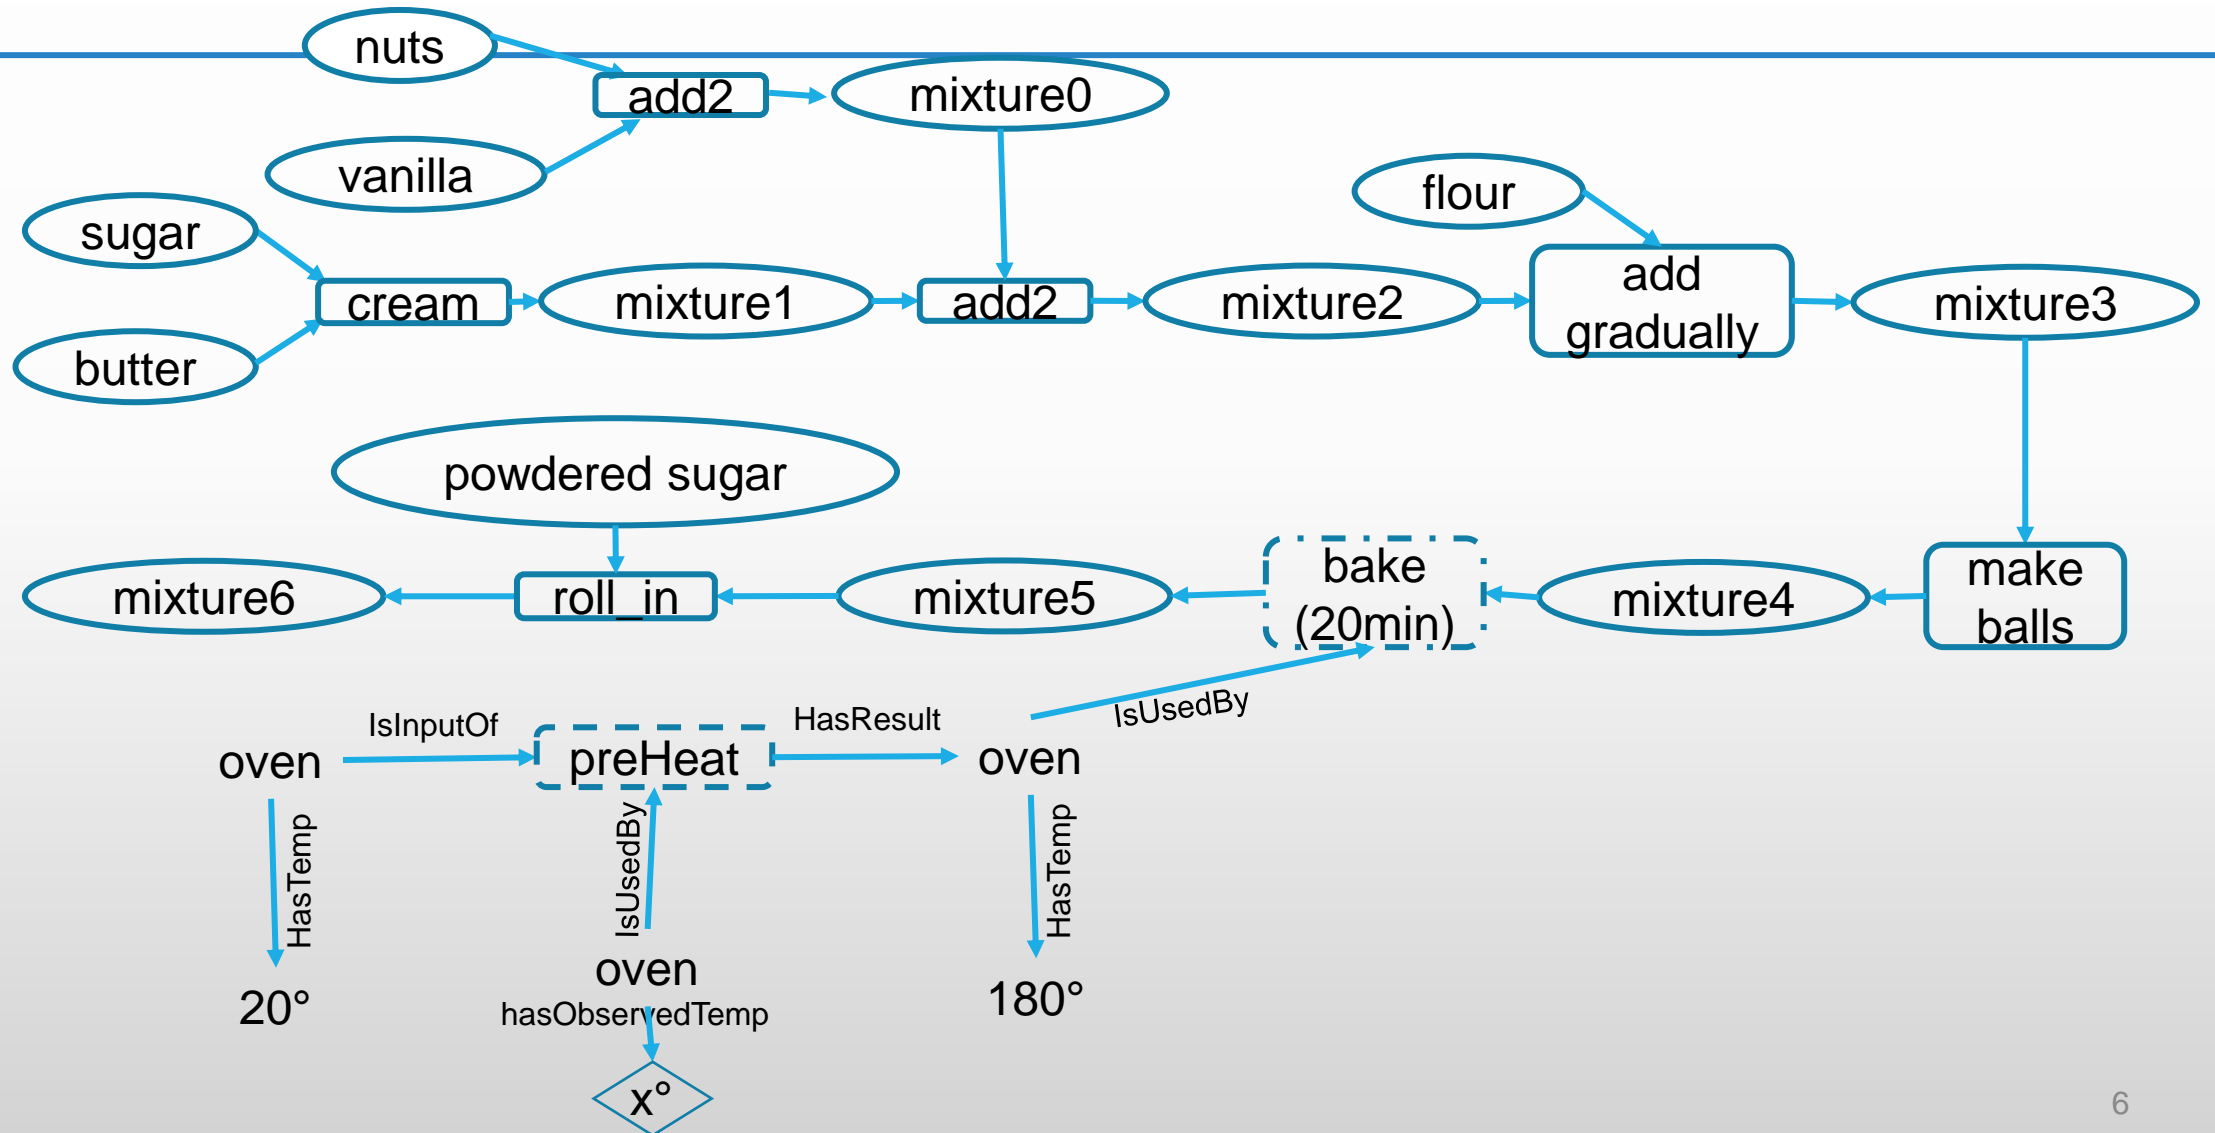 nuts
add2
mixture0
vanilla
flour
sugar
add
gradually
cream
mixture1
add2
mixture2
mixture3
butter
powdered sugar
bake
(20min)
make
balls
mixture6
roll_in
mixture5
mixture4
IsInputOf
HasResult
IsUsedBy
oven
preHeat
oven
HasTemp
IsUsedBy
HasTemp
oven
20°
hasObservedTemp
180°
x°
6